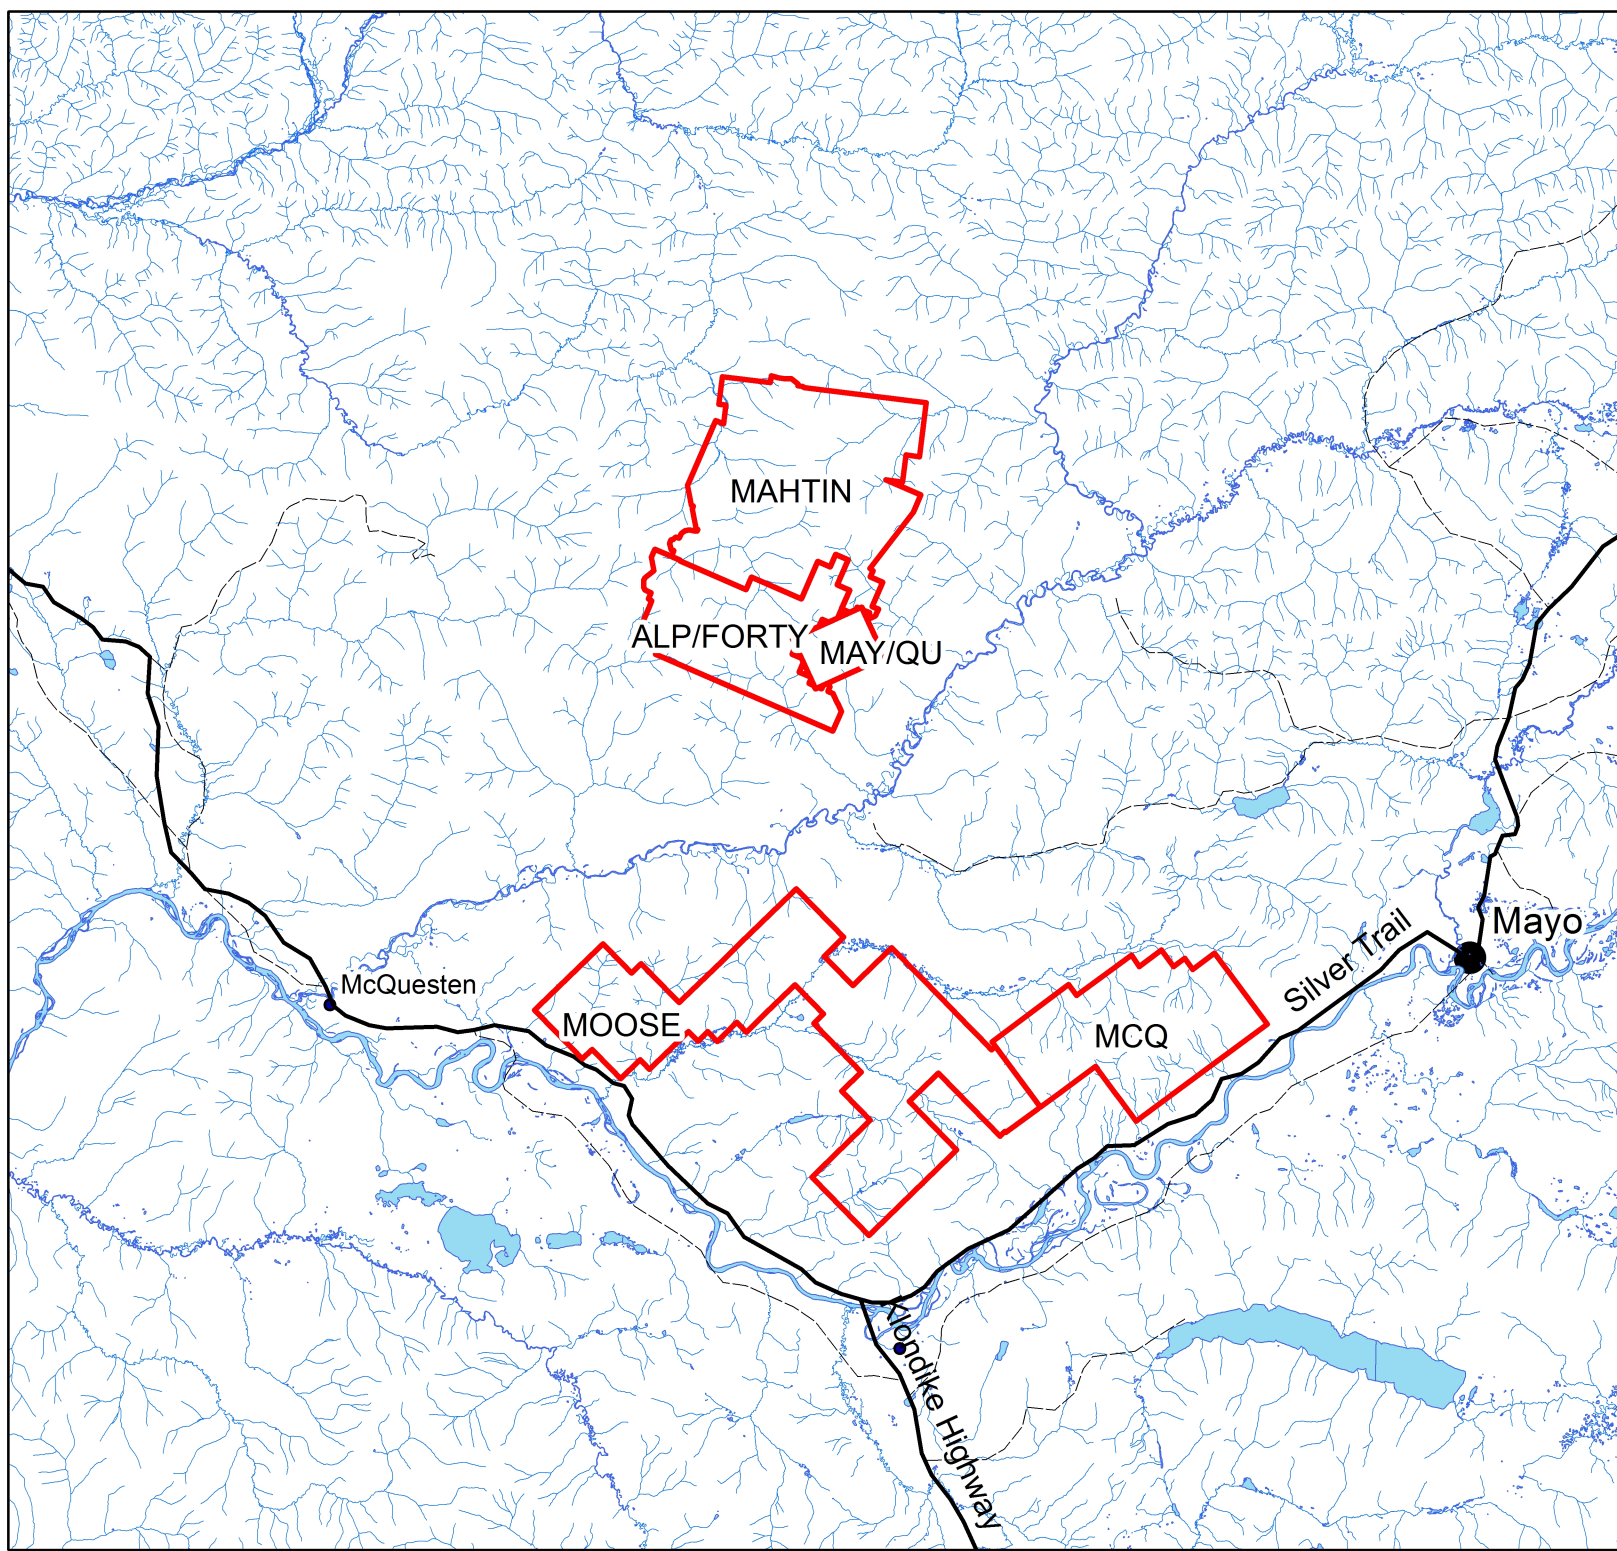 MAHTIN
ALP/FORTY
MAY/QU
Mayo
Silver Trail
McQuesten
MOOSE
MCQ
Klondike Highway